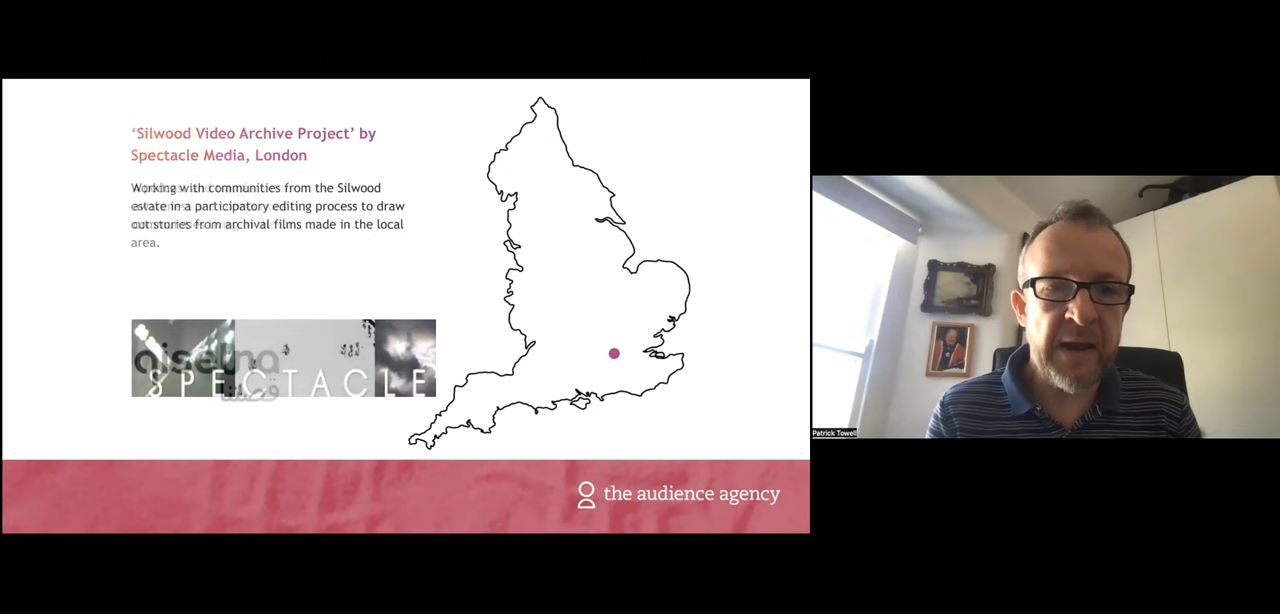 ‘Silwood Video Archive Project’ by
Spectacle Media, London
Working with communities from the Silwood
estate in a participatory editing process to draw
out stories from archival films made in the local
area.
SPECTACLE
the audience agency
Patrick Towell